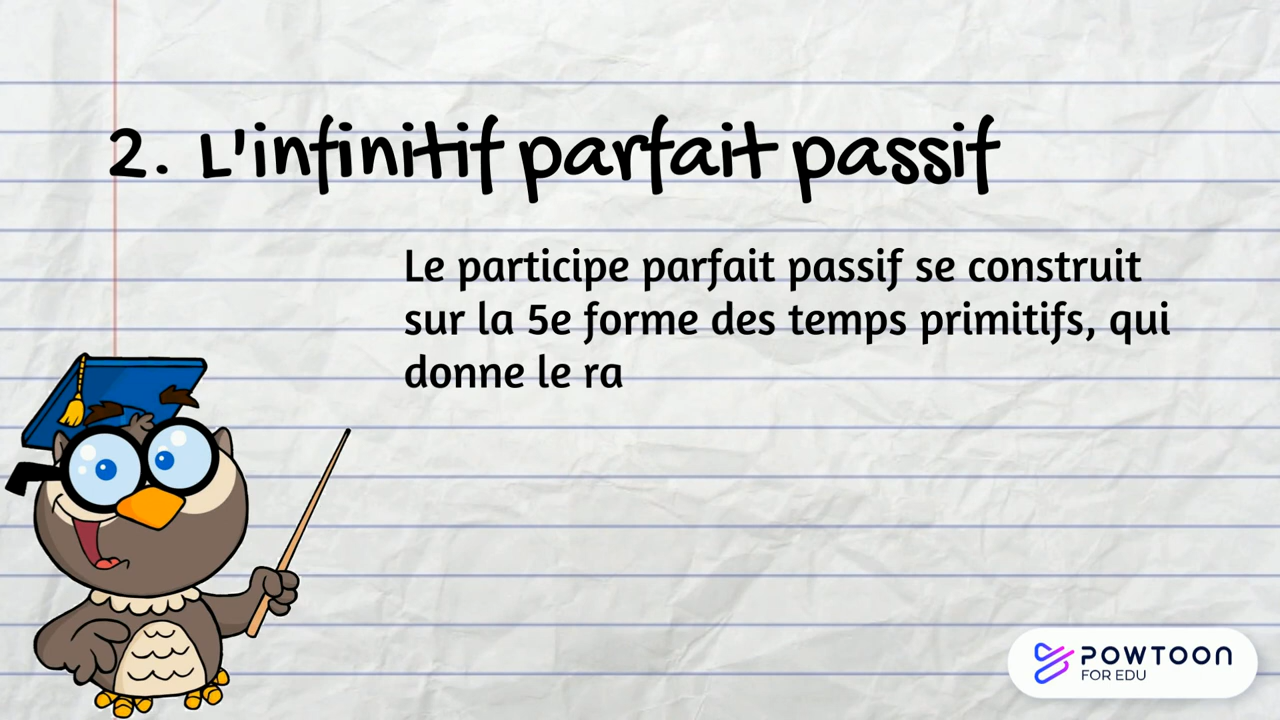 2. L'infinitif parfait passif
Le participe parfait passif se construit
sur la 5e forme des temps primitifs, qui
donne le ra
POWTOON
FOR EDU